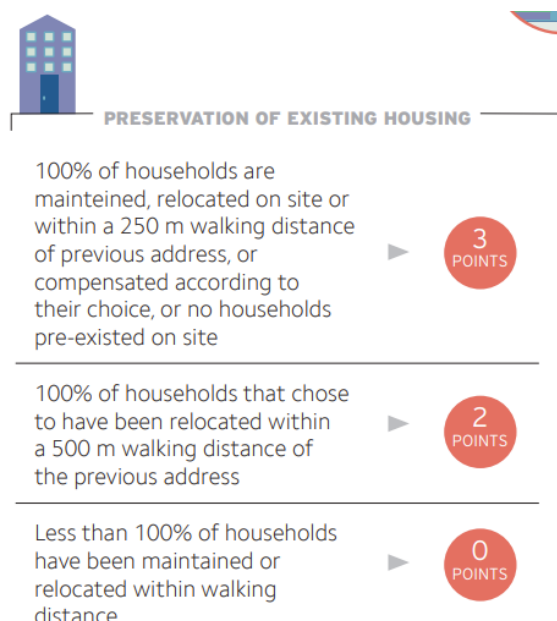 PRESERVATION OF EXISTING HOUSING
100% of households are
mainteined, relocated on site or
within a 250 m walking distance
of previous address, or
compensated according to
their choice, or no households
pre-existed on site
3
POINTS
100% of households that chose
to have been relocated within
a 500 m walking distance of
the previous address
2
POINTS
Less than 100% of households
have been maintained or
relocated within walking
distance
0
POINTS